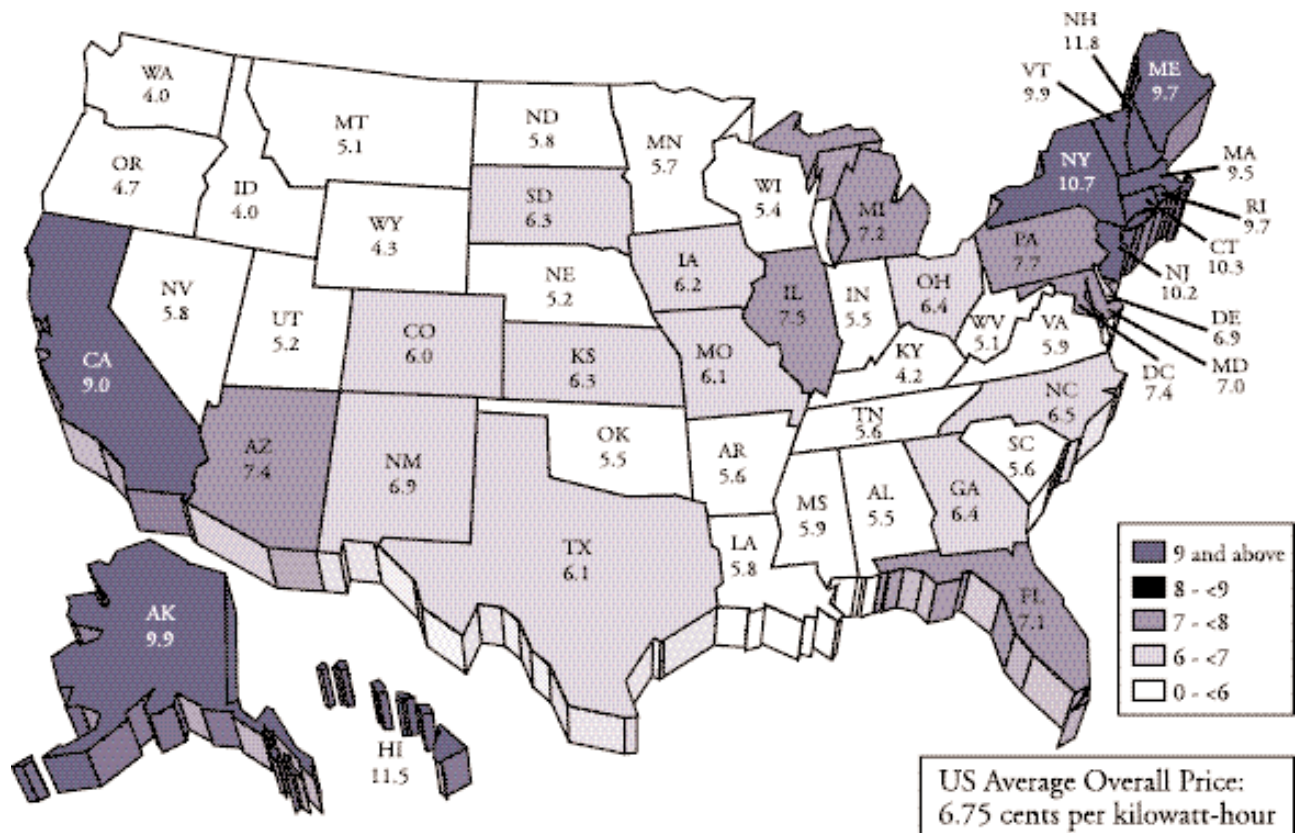 NH
11.8
VT
9.9
ME
9.7
WA
4.0
MT
5.1
ND
5.8
MN
5.7
OR
4.7
ID
4.0
WY
4.3
SD
6.3
WI
5.4
MI
7.2
NY
10.7
MA
9.5
RI
9.7
CT
10.3
NJ
10.2
PA
7.7
DE
6.9
MD
7.0
DC
7.4
NV
5.8
UT
5.2
CO
6.0
NE
5.2
IA
6.2
IL
7.5
IN
5.5
OH
6.4
WV
5.1
VA
5.9
CA
9.0
KS
6.3
MO
6.1
KY
4.2
NC
6.5
TN
5.6
SC
5.6
AZ
7.4
NM
6.9
OK
5.5
AR
5.6
MS
5.9
AL
5.5
GA
6.4
TX
6.1
LA
5.8
FL
7.1
AK
9.9
HI
11.5
9 and above
8 - <9
7 - <8
6 - <7
0 - <6
US Average Overall Price:
6.75 cents per kilowatt-hour